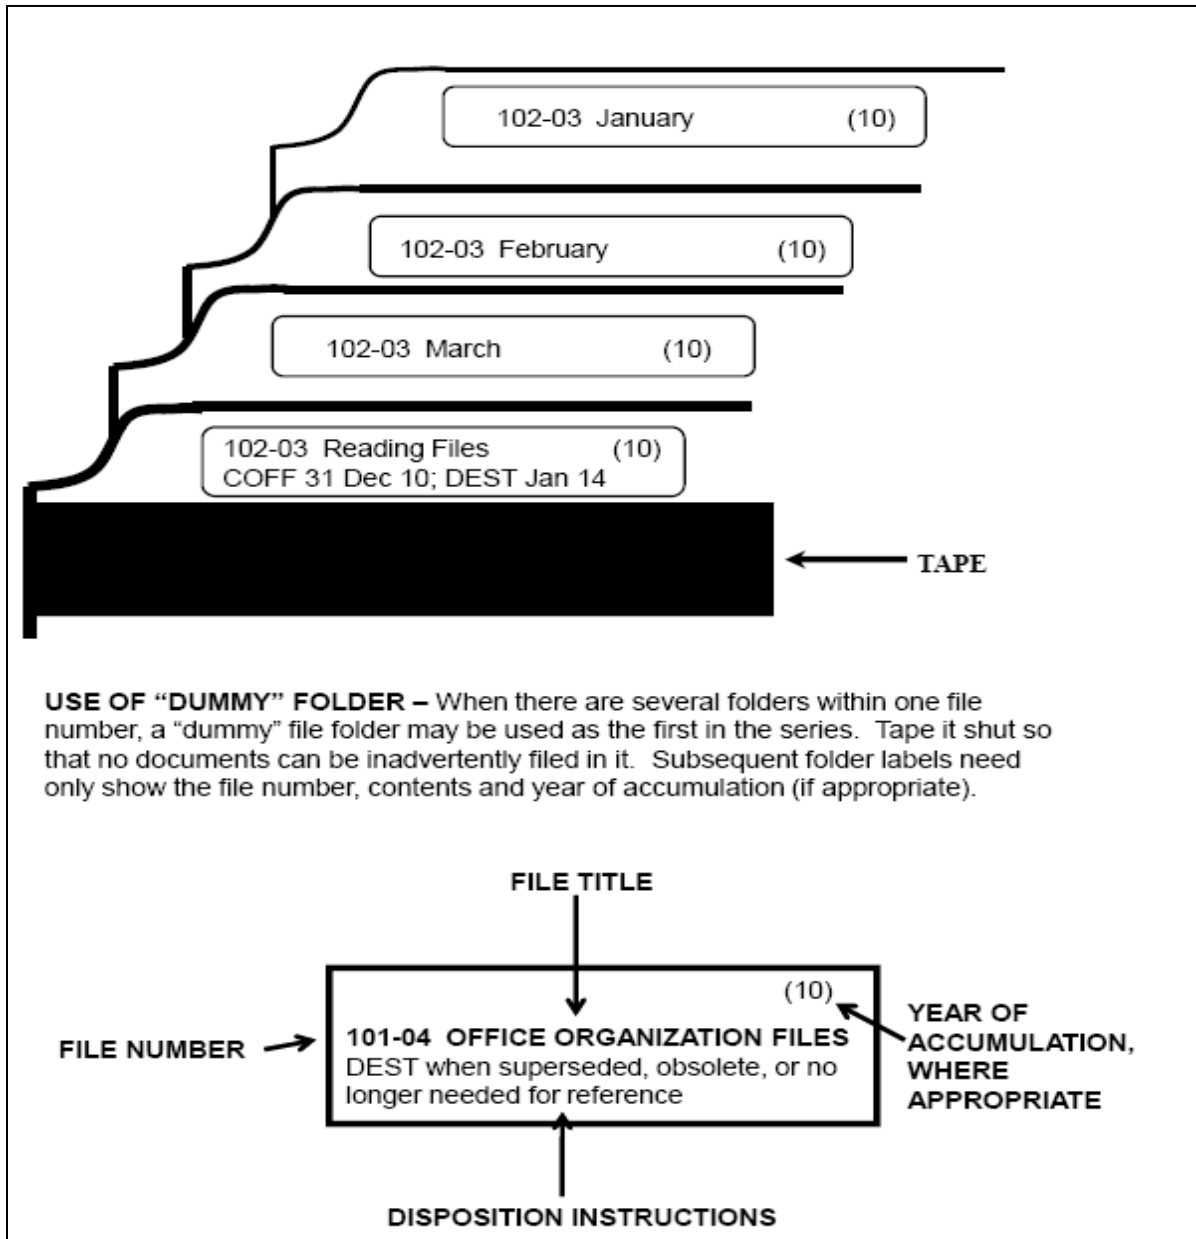 102-03 January (10)
102-03 February (10)
102-03 March (10)
102-03 Reading Files (10)
COFF 31 Dec 10; DEST Jan 14
TAPE
USE OF “DUMMY” FOLDER – When there are several folders within one file
number, a “dummy” file folder may be used as the first in the series. Tape it shut so
that no documents can be inadvertently filed in it. Subsequent folder labels need
only show the file number, contents and year of accumulation (if appropriate).
FILE TITLE
(10)
FILE NUMBER
101-04 OFFICE ORGANIZATION FILES
DEST when superseded, obsolete, or no
longer needed for reference
YEAR OF
ACCUMULATION,
WHERE
APPROPRIATE
DISPOSITION INSTRUCTIONS